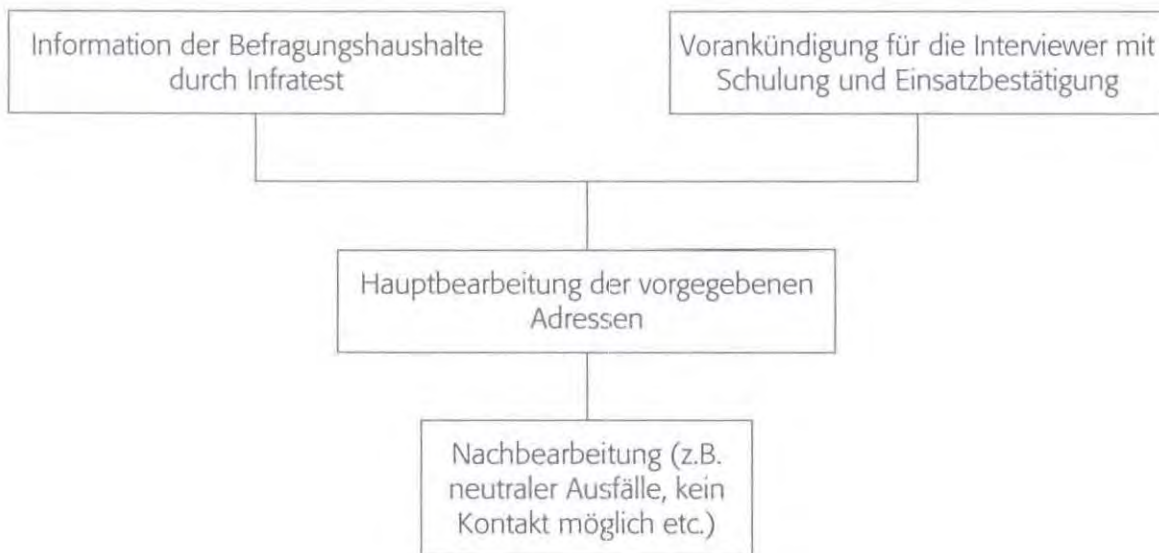 Information der Befragungshaushalte
durch Infratest
Vorankündigung für die Interviewer mit
Schulung und Einsatzbestätigung
Hauptbearbeitung der vorgegebenen
Adressen
Nachbearbeitung (z.B.
neutraler Ausfälle, kein
Kontakt möglich etc.)